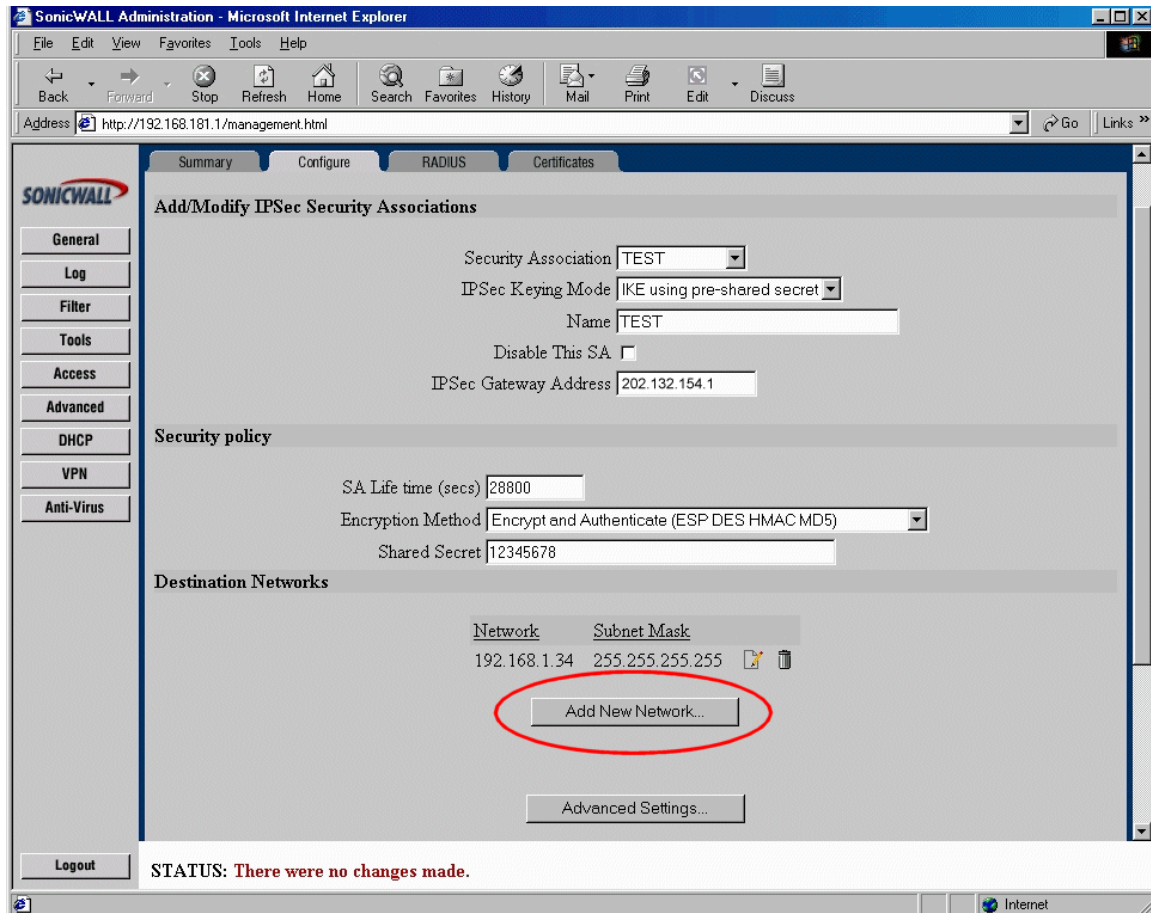 SonicWALL Administration - Microsoft Internet Explorer
File Edit View Favorites Tools Help
Back Forward Stop Refresh Home Search Favorites History Mail Print Edit Discuss
Address http://192.168.181.1/management.html Go Links »
Summary Configure RADIUS Certificates
SONICWALL
General
Log
Filter
Tools
Access
Advanced
DHCP
VPN
Anti-Virus
Logout
Add/Modify IPSec Security Associations
Security Association TEST
IPSec Keying Mode IKE using pre-shared secret
Name TEST
Disable This SA
IPSec Gateway Address 202.132.154.1
Security policy
SA Life time (secs) 28800
Encryption Method Encrypt and Authenticate (ESP DES HMAC MD5)
Shared Secret 12345678
Destination Networks
Network Subnet Mask
192.168.1.34 255.255.255.255
Add New Network...
Advanced Settings...
STATUS: There were no changes made.
Internet